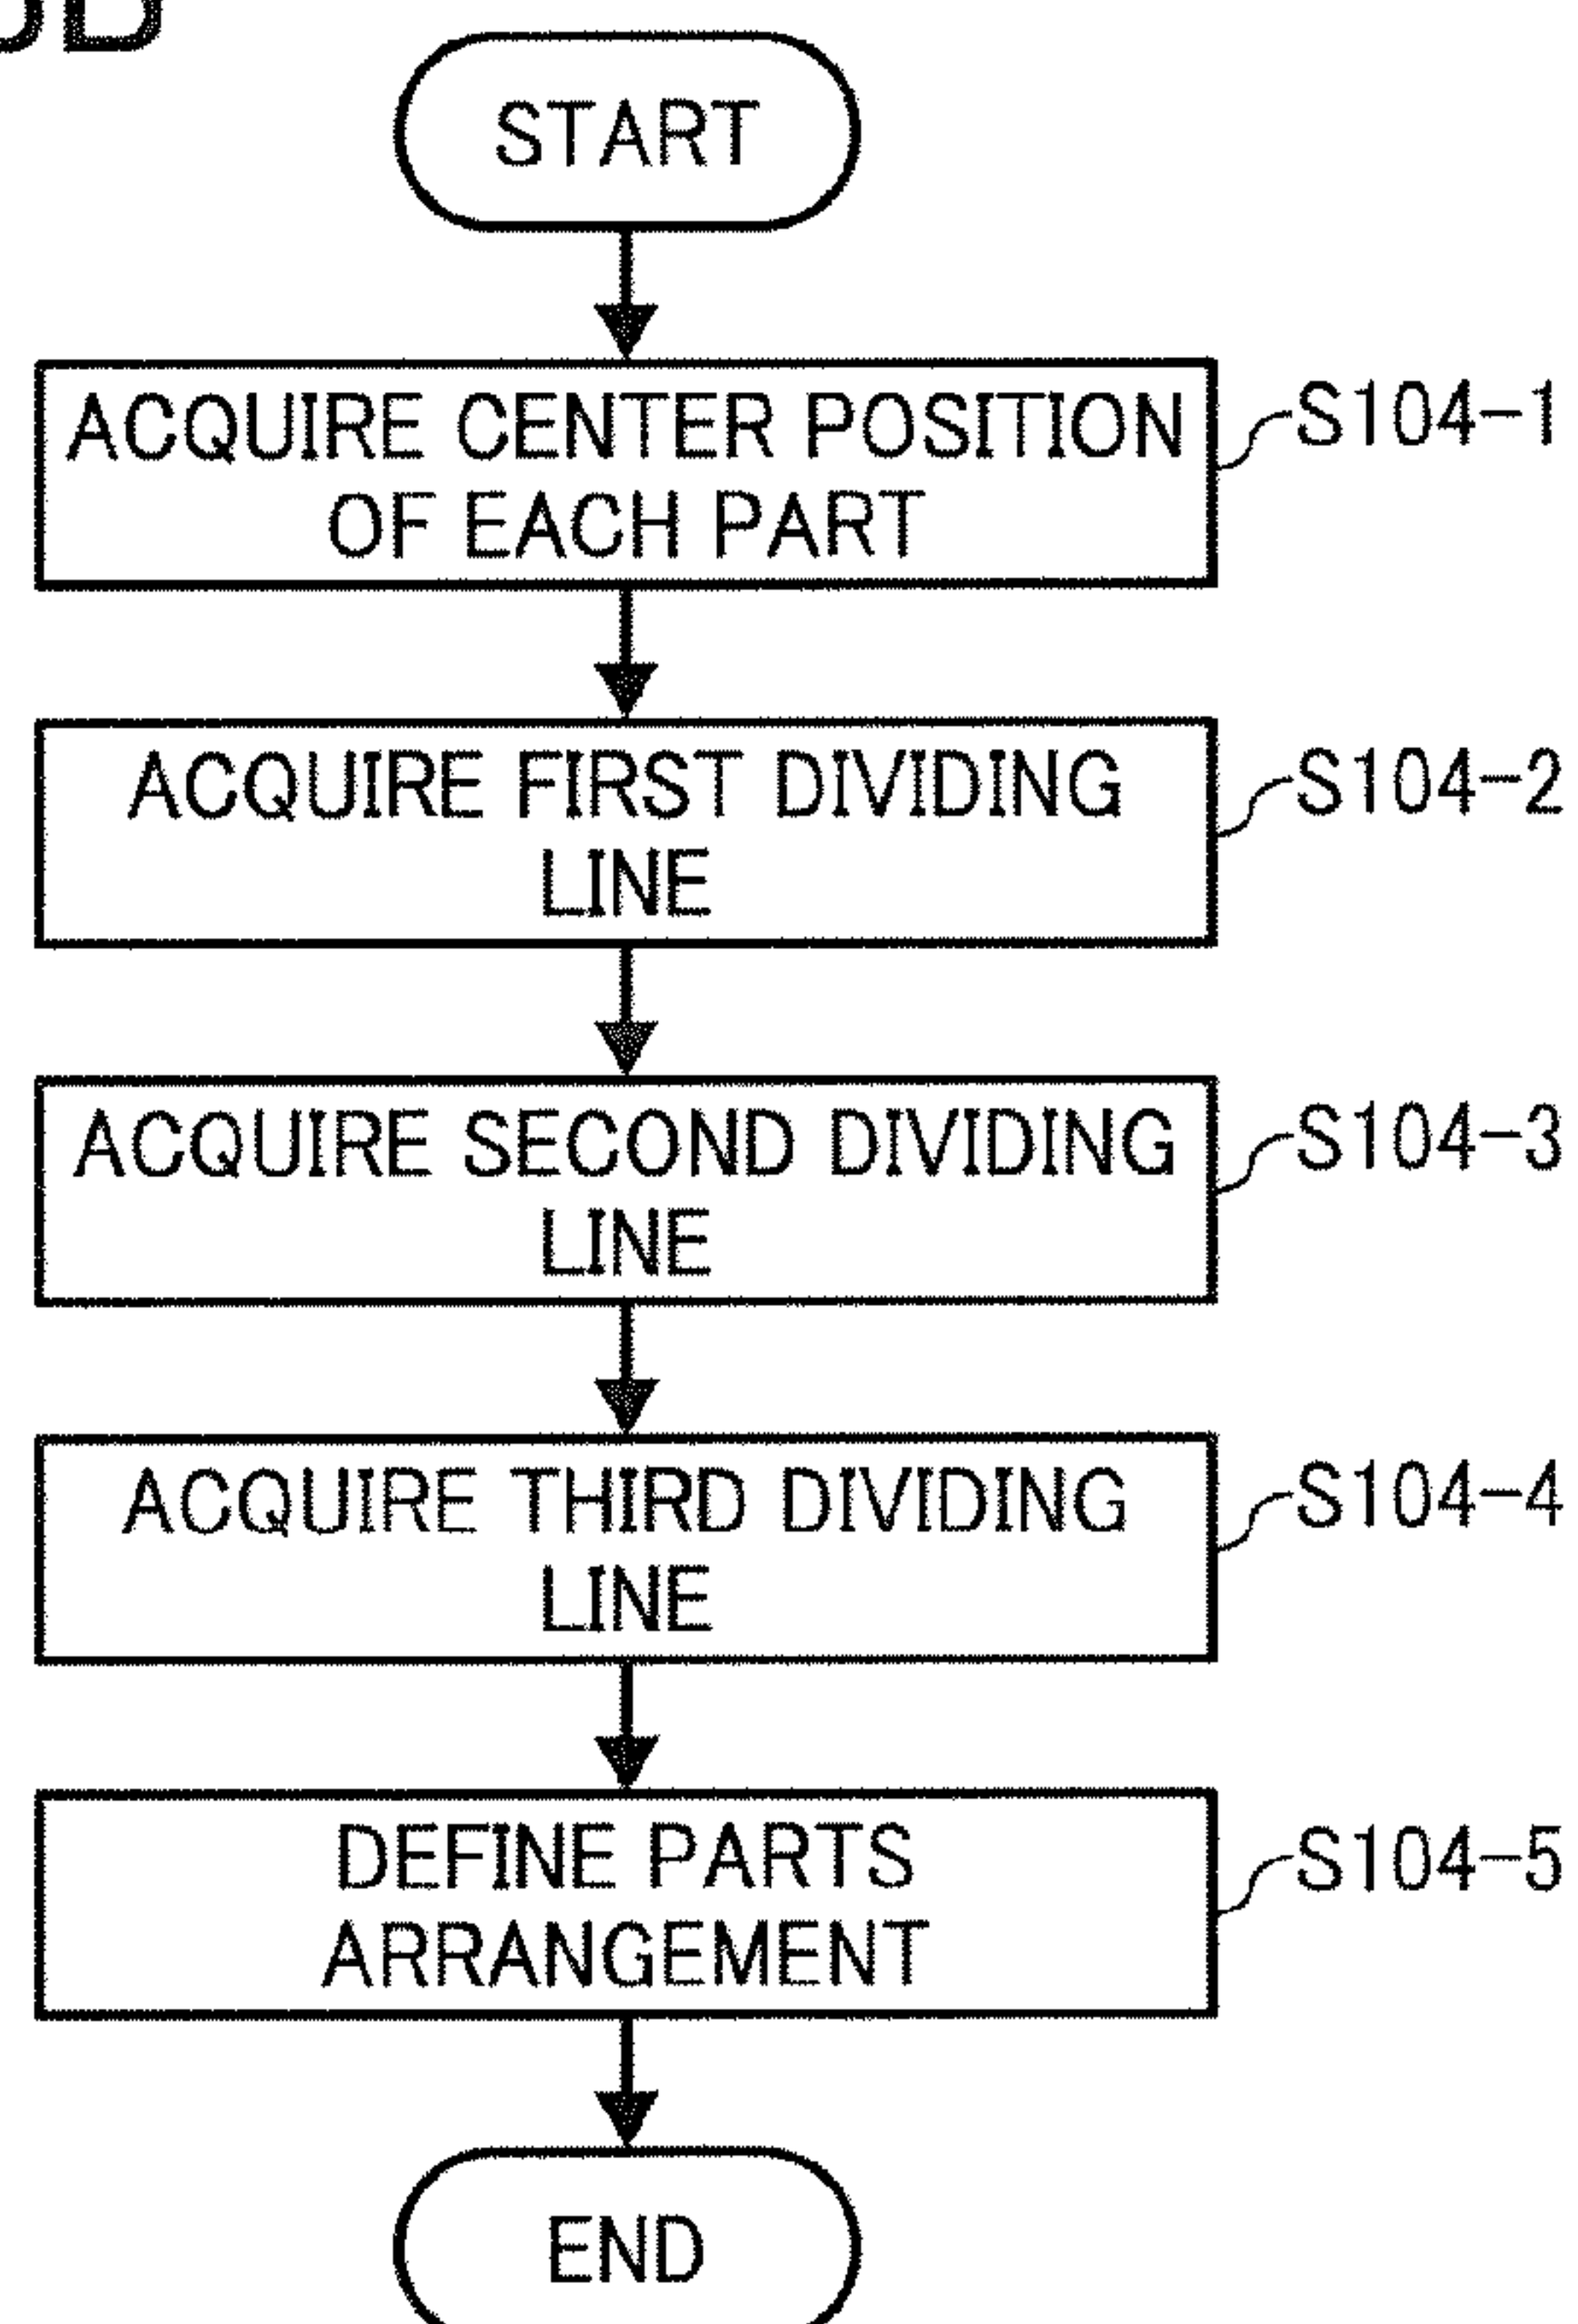 START
ACQUIRE CENTER POSITION
OF EACH PART
S104-1
ACQUIRE FIRST DIVIDING
LINE
S104-2
ACQUIRE SECOND DIVIDING
LINE
S104-3
ACQUIRE THIRD DIVIDING
LINE
S104-4
DEFINE PARTS
ARRANGEMENT
S104-5
END